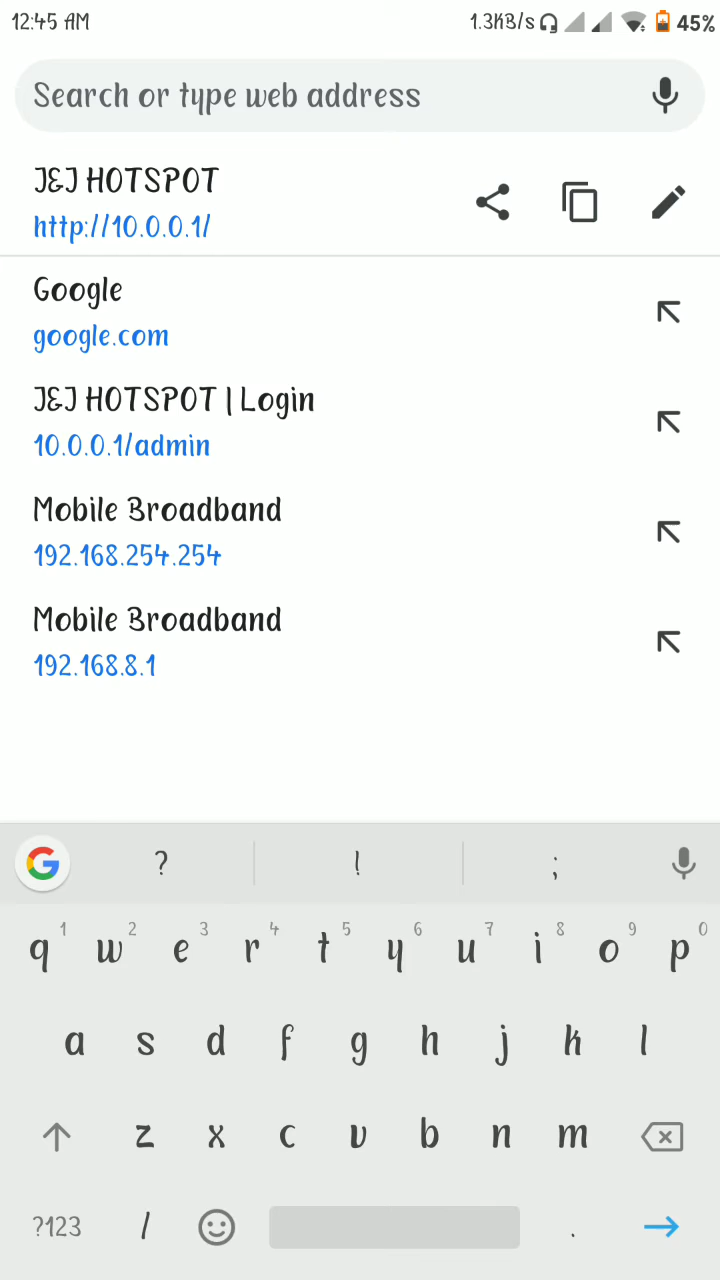 12:45 AM 1.3KB/s 45%
Search or type web address
J&J HOTSPOT
http://10.0.0.1/
Google
google.com
J&J HOTSPOT | Login
10.0.0.1/admin
Mobile Broadband
192.168.254.254
Mobile Broadband
192.168.8.1
G ? ! ;
q 1 w 2 e 3 r 4 t 5 y 6 u 7 i 8 o 9 p 0
a s d f g h j k l
z x c v b n m
?123 / .